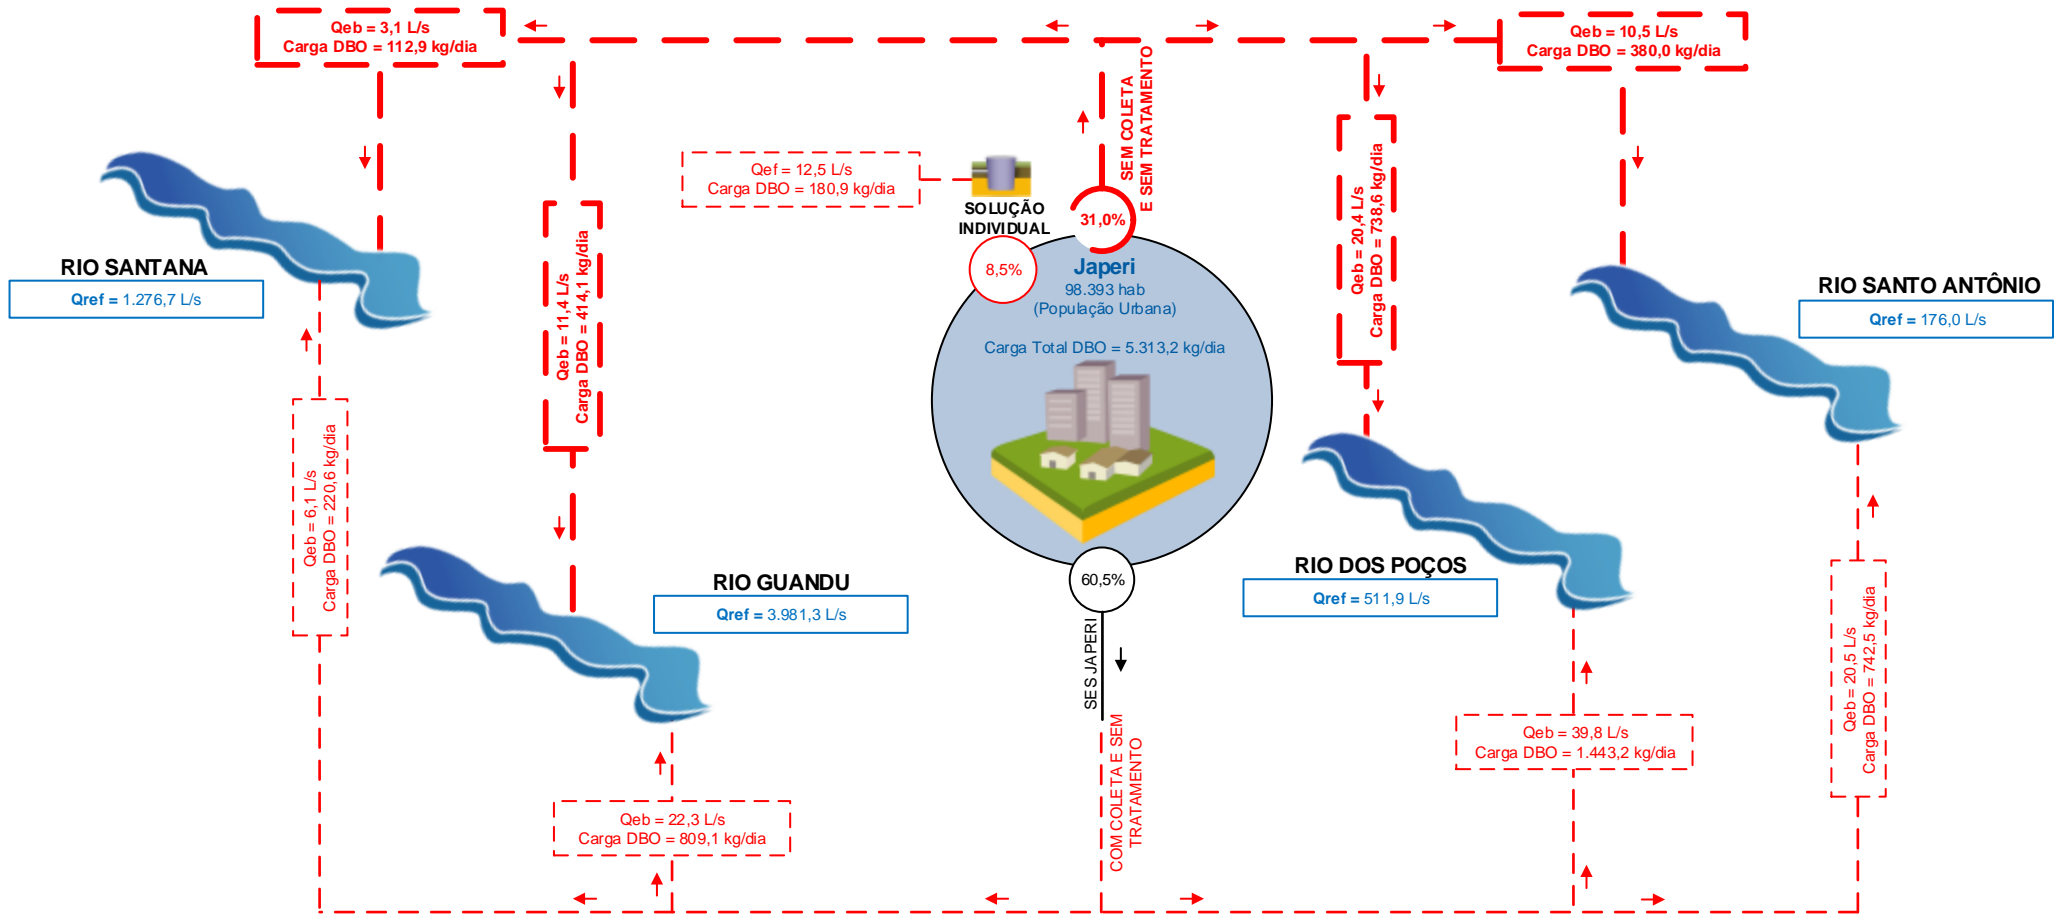 Qeb = 3,1 L/s
Carga DBO = 112,9 kg/dia
Qeb = 10,5 L/s
Carga DBO = 380,0 kg/dia
SEM COLETA
E SEM TRATAMENTO
Qef = 12,5 L/s
Carga DBO = 180,9 kg/dia
SOLUÇÃO
INDIVIDUAL
31,0%
8,5%
Japeri
98.393 hab
(População Urbana)
Carga Total DBO = 5.313,2 kg/dia
Qeb = 11,4 L/s
Carga DBO = 414,1 kg/dia
Qeb = 20,4 L/s
Carga DBO = 738,6 kg/dia
RIO SANTANA
Qref = 1.276,7 L/s
RIO SANTO ANTÔNIO
Qref = 176,0 L/s
Qeb = 6,1 L/s
Carga DBO = 220,6 kg/dia
RIO GUANDU
Qref = 3.981,3 L/s
60,5%
RIO DOS POÇOS
Qref = 511,9 L/s
SES JAPERI
Qeb = 20,5 L/s
Carga DBO = 742,5 kg/dia
COM COLETA E SEM
TRATAMENTO
Qeb = 39,8 L/s
Carga DBO = 1.443,2 kg/dia
Qeb = 22,3 L/s
Carga DBO = 809,1 kg/dia